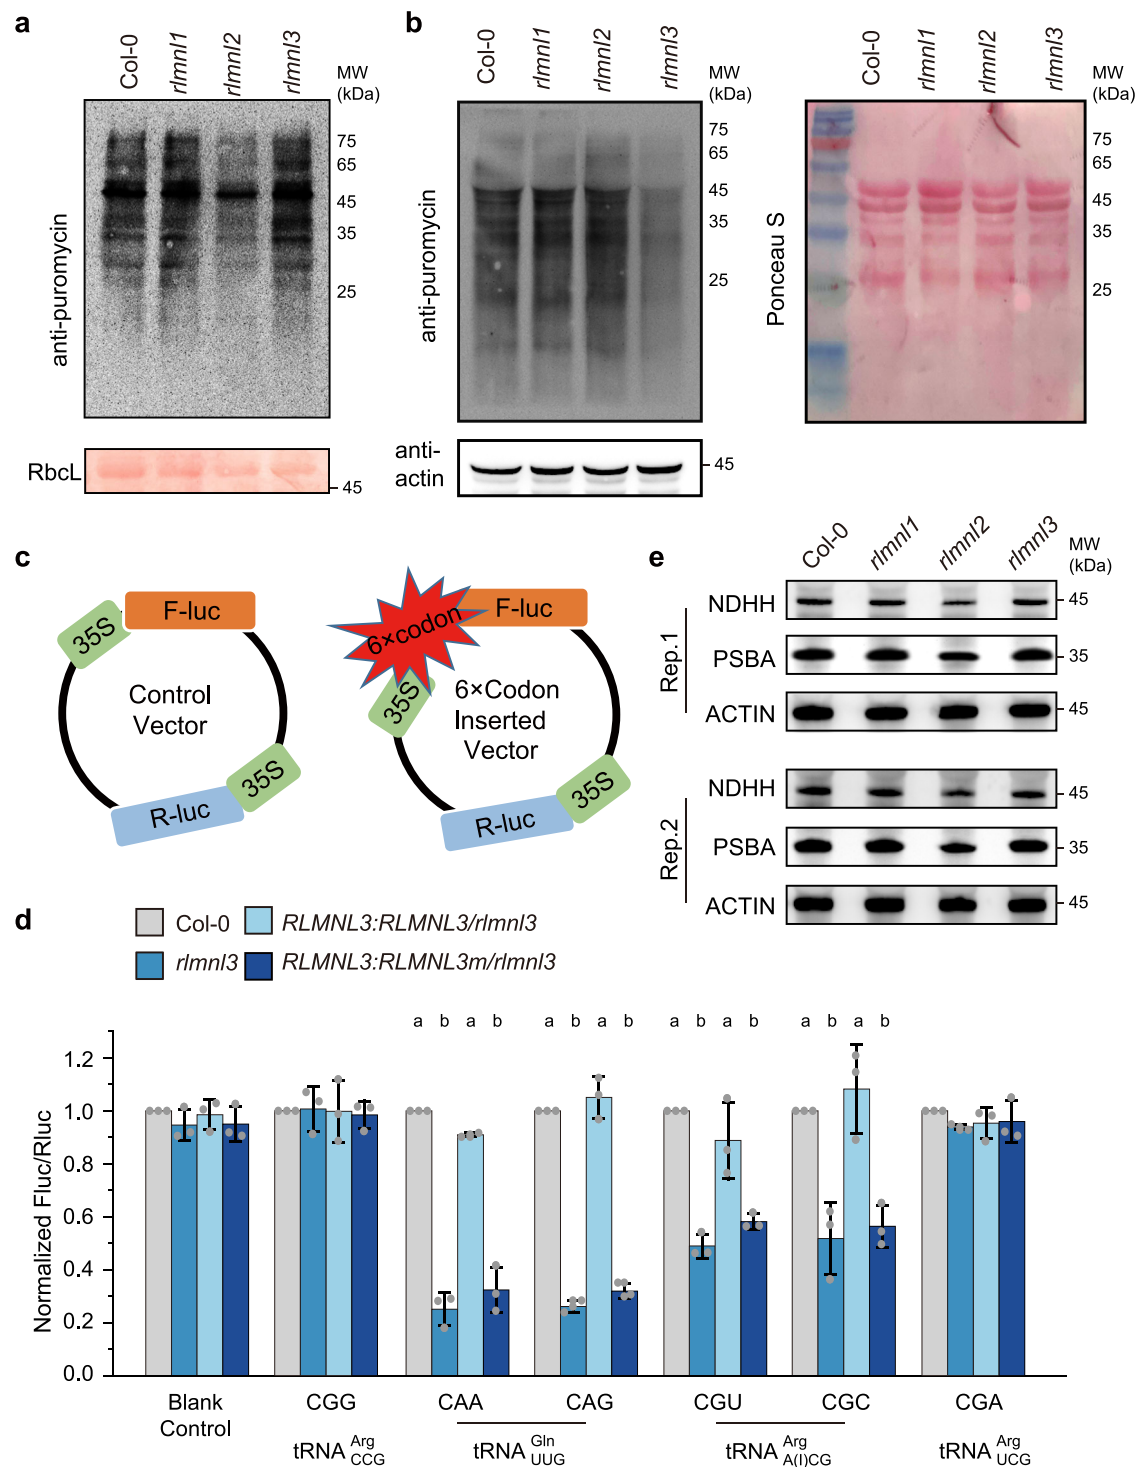 a
Col-0 rlmnl1 rlmnl2 rlmnl3
MW
(kDa)
anti-puromycin
75
65
45
35
25
RbcL
45
b
Col-0 rlmnl1 rlmnl2 rlmnl3
MW
(kDa)
anti-puromycin
75
65
45
35
25
anti-
actin
45
Col-0 rlmnl1 rlmnl2 rlmnl3
MW
(kDa)
Ponceau S
75
65
45
35
25
c
35S F-luc
Control
Vector
R-luc 35S
6×codon F-luc
35S
6×Codon
Inserted
Vector
R-luc 35S
e
Col-0 rlmnl1 rlmnl2 rlmnl3
MW
(kDa)
Rep.1
NDHH 45
PSBA 35
ACTIN 45
Rep.2
NDHH 45
PSBA 35
ACTIN 45
d
Col-0 RLMNL3:RLMNL3/rlmnl3
rlmnl3 RLMNL3:RLMNL3m/rlmnl3
a b a b a b a b a b a b a b a b
Normalized Fluc/Rluc
1.2
1.0
0.8
0.6
0.4
0.2
0.0
Blank
Control
CGG CAA CAG CGU CGC CGA
tRNA Arg CCG tRNA Gln UUG tRNA Arg A(I)CG tRNA Arg UCG